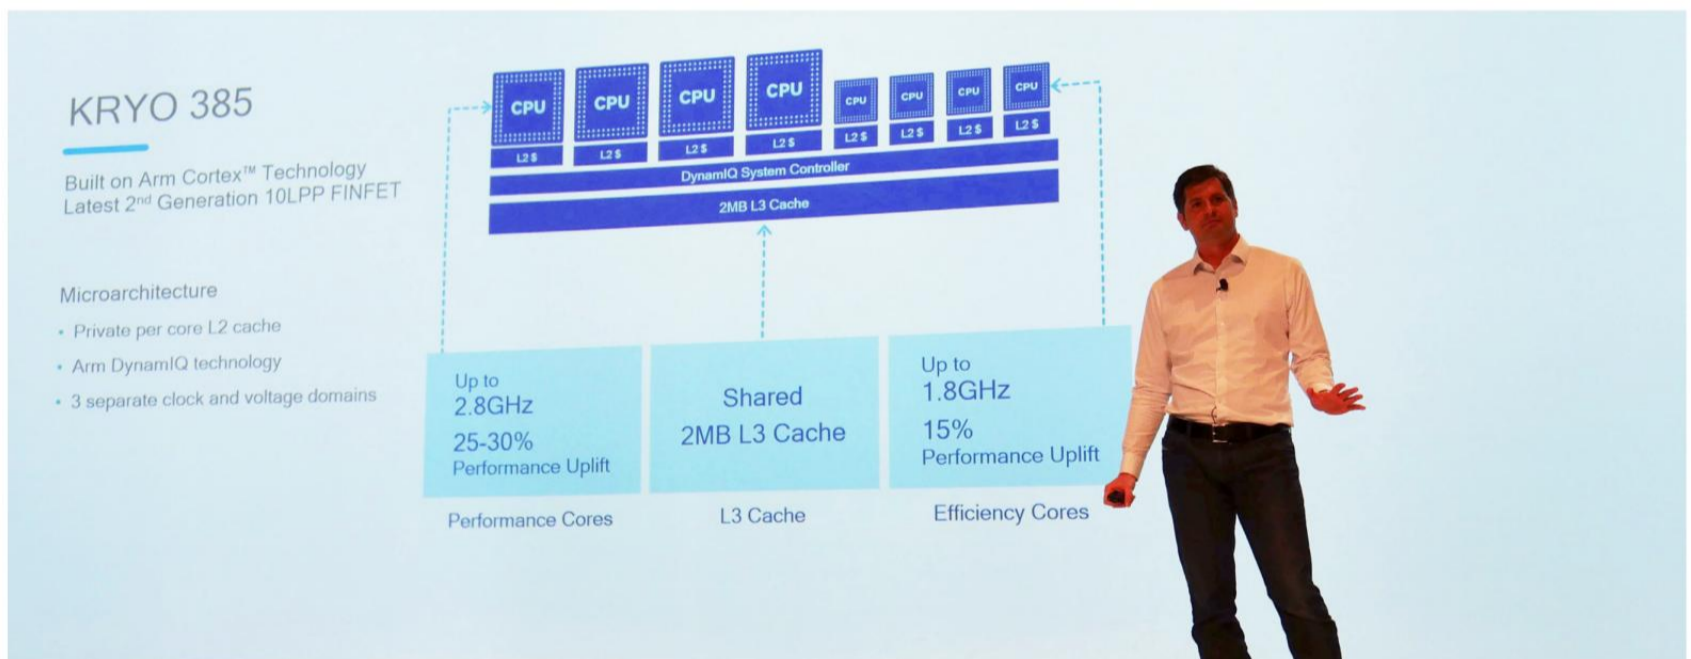 KRYO 385
Built on Arm Cortex™ Technology
Latest 2nd Generation 10LPP FINFET
Microarchitecture
• Private per core L2 cache
• Arm DynamIQ technology
• 3 separate clock and voltage domains
CPU CPU CPU CPU CPU CPU CPU CPU
L2 $ L2 $ L2 $ L2 $ L2 $ L2 $ L2 $ L2 $
DynamIQ System Controller
2MB L3 Cache
Up to
2.8GHz
25-30%
Performance Uplift
Performance Cores
Shared
2MB L3 Cache
L3 Cache
Up to
1.8GHz
15%
Performance Uplift
Efficiency Cores